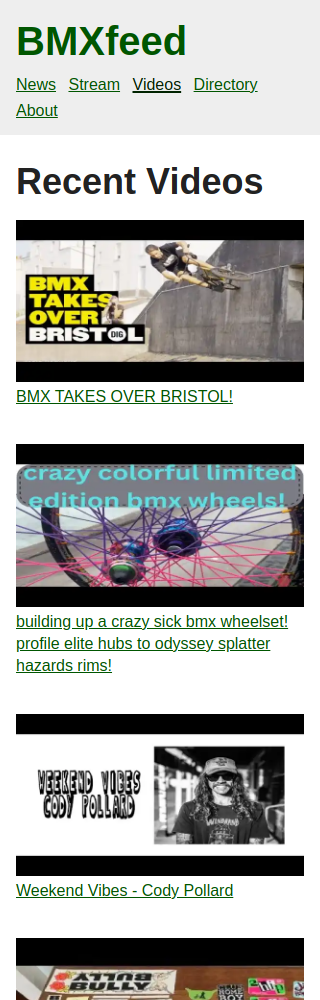 BMXfeed
News Stream Videos Directory
About
Recent Videos
BMX
TAKES
OVER
BRISTOL
DIG
BMX TAKES OVER BRISTOL!
crazy colorful limited
edition bmx wheels!
building up a crazy sick bmx wheelset!
profile elite hubs to odyssey splatter
hazards rims!
WEEKEND VIBES
CODY POLLARD
Weekend Vibes - Cody Pollard
BULLY